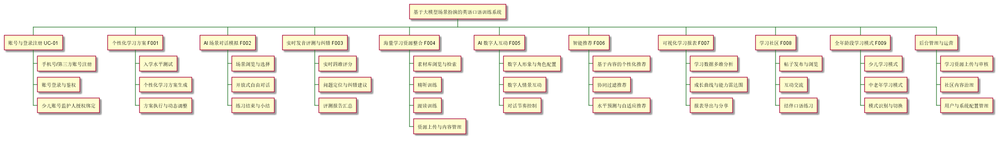 基于大模型场景扮演的英语口语训练系统
账号与登录注册 UC-01
手机号/第三方账号注册
账号登录与鉴权
少儿账号监护人授权绑定
个性化学习方案 F001
入学水平测试
个性化学习方案生成
方案执行与动态调整
AI 场景对话模拟 F002
场景浏览与选择
开放式自由对话
练习结束与小结
实时发音评测与纠错 F003
实时四维评分
问题定位与纠错建议
评测报告汇总
海量学习资源整合 F004
素材库浏览与检索
精听训练
跟读训练
资源上传与内容管理
AI 数字人互动 F005
数字人形象与角色配置
数字人情景互动
对话节奏控制
智能推荐 F006
基于内容的个性化推荐
协同过滤推荐
水平预测与自适应推荐
可视化学习报表 F007
学习数据多维分析
成长曲线与能力雷达图
报表导出与分享
学习社区 F008
帖子发布与浏览
互动交流
结伴口语练习
全年龄段学习模式 F009
少儿学习模式
中老年学习模式
模式识别与切换
后台管理与运营
学习资源上传与审核
社区内容治理
用户与系统配置管理